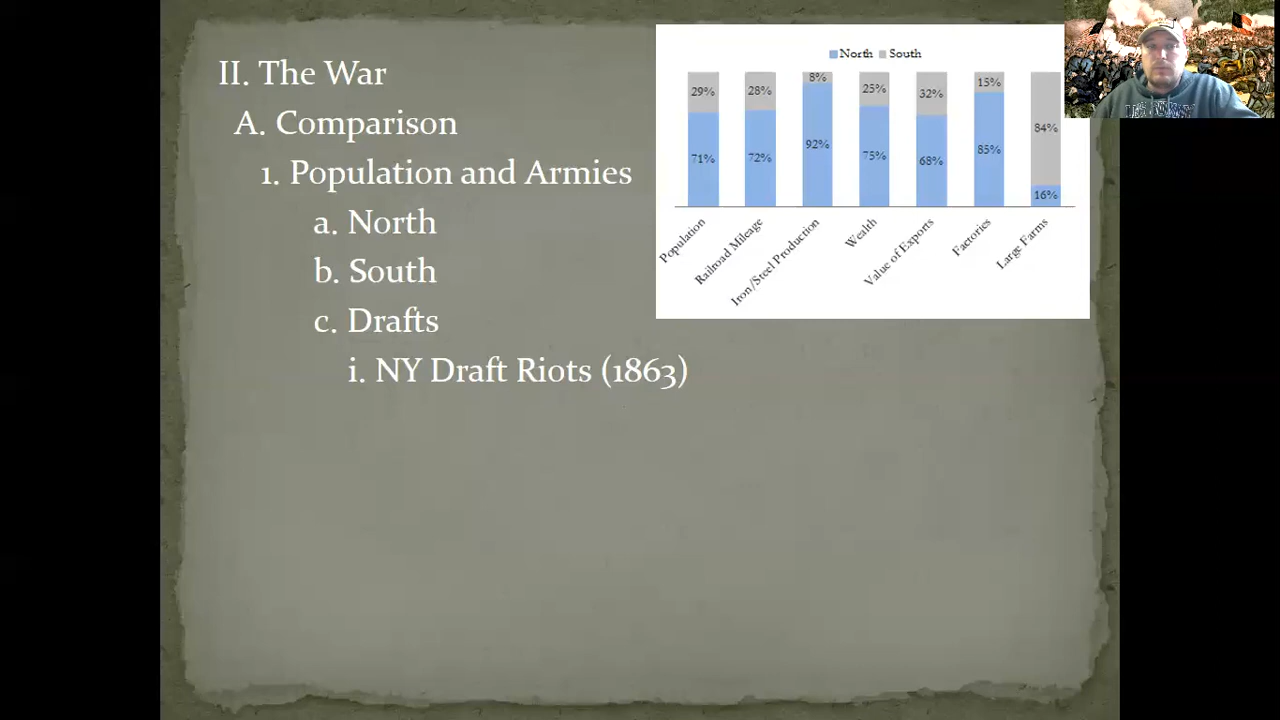 II. The War
A. Comparison
1. Population and Armies
a. North
b. South
c. Drafts
i. NY Draft Riots (1863)
North South
29% 28% 8% 25% 32% 15% 84%
71% 72% 92% 75% 68% 85% 16%
Population Railroad Mileage Iron/Steel Production Wealth Value of Exports Factories Large Farms